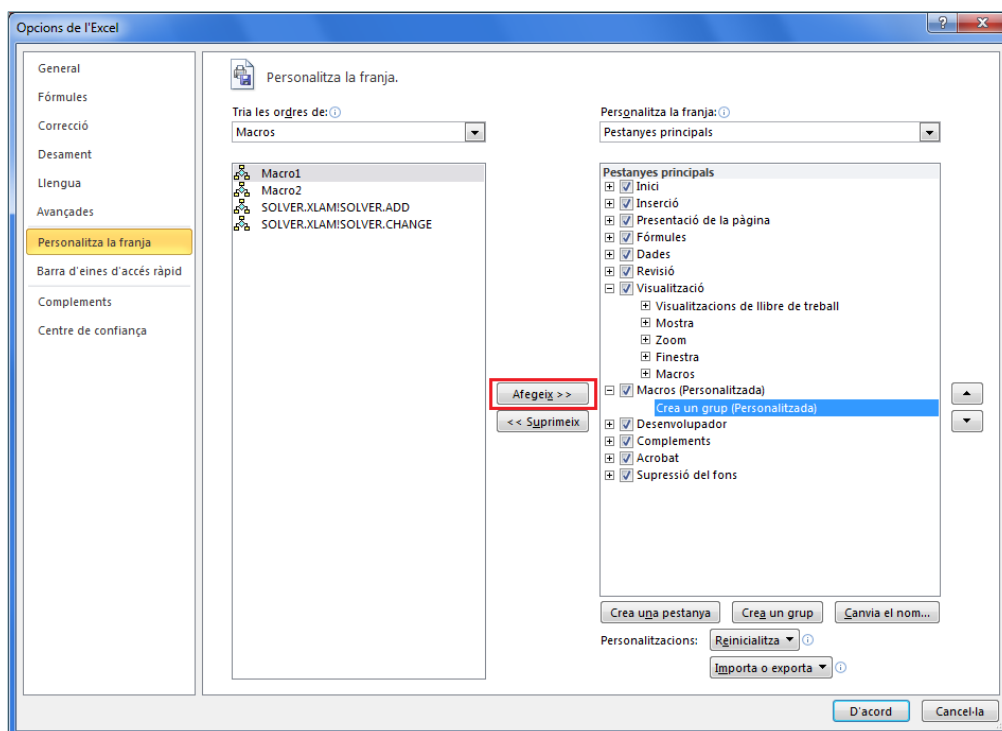 Opcions de l'Excel
General
Fórmules
Correcció
Desament
Llengua
Avançades
Personalitza la franja
Barra d'eines d'accés ràpid
Complements
Centre de confiança
Personalitza la franja.
Tria les ordres de:
Macros
Macro1
Macro2
SOLVER.XLAM!SOLVER.ADD
SOLVER.XLAM!SOLVER.CHANGE
Afegeix >>
<< Suprimeix
Personalitza la franja:
Pestanyes principals
Pestanyes principals
Inici
Inserció
Presentació de la pàgina
Fórmules
Dades
Revisió
Visualització
Visualitzacions de llibre de treball
Mostra
Zoom
Finestra
Macros
Macros (Personalitzada)
Crea un grup (Personalitzada)
Desenvolupador
Complements
Acrobat
Supressió del fons
Crea una pestanya Crea un grup Canvia el nom...
Personalitzacions: Reinicialitza
Importa o exporta
D'acord Cancel·la